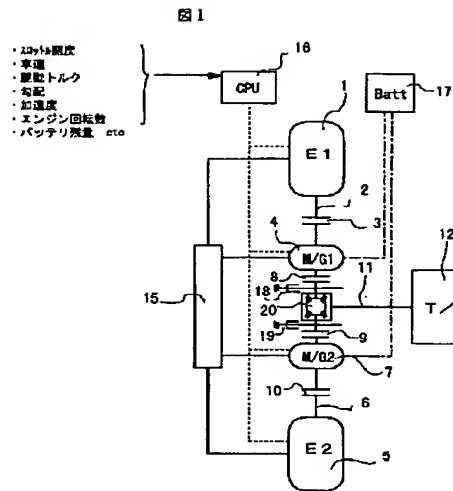 図1
・スロットル開度
・車速
・駆動トルク
・勾配
・加速度
・エンジン回転数
・バッテリ残量 etc
16
CPU
Batt
17
1
E1
2
3
4
M/G1
8
18
20
11
12
T/
15
19
9
M/G2
7
10
6
E2
5